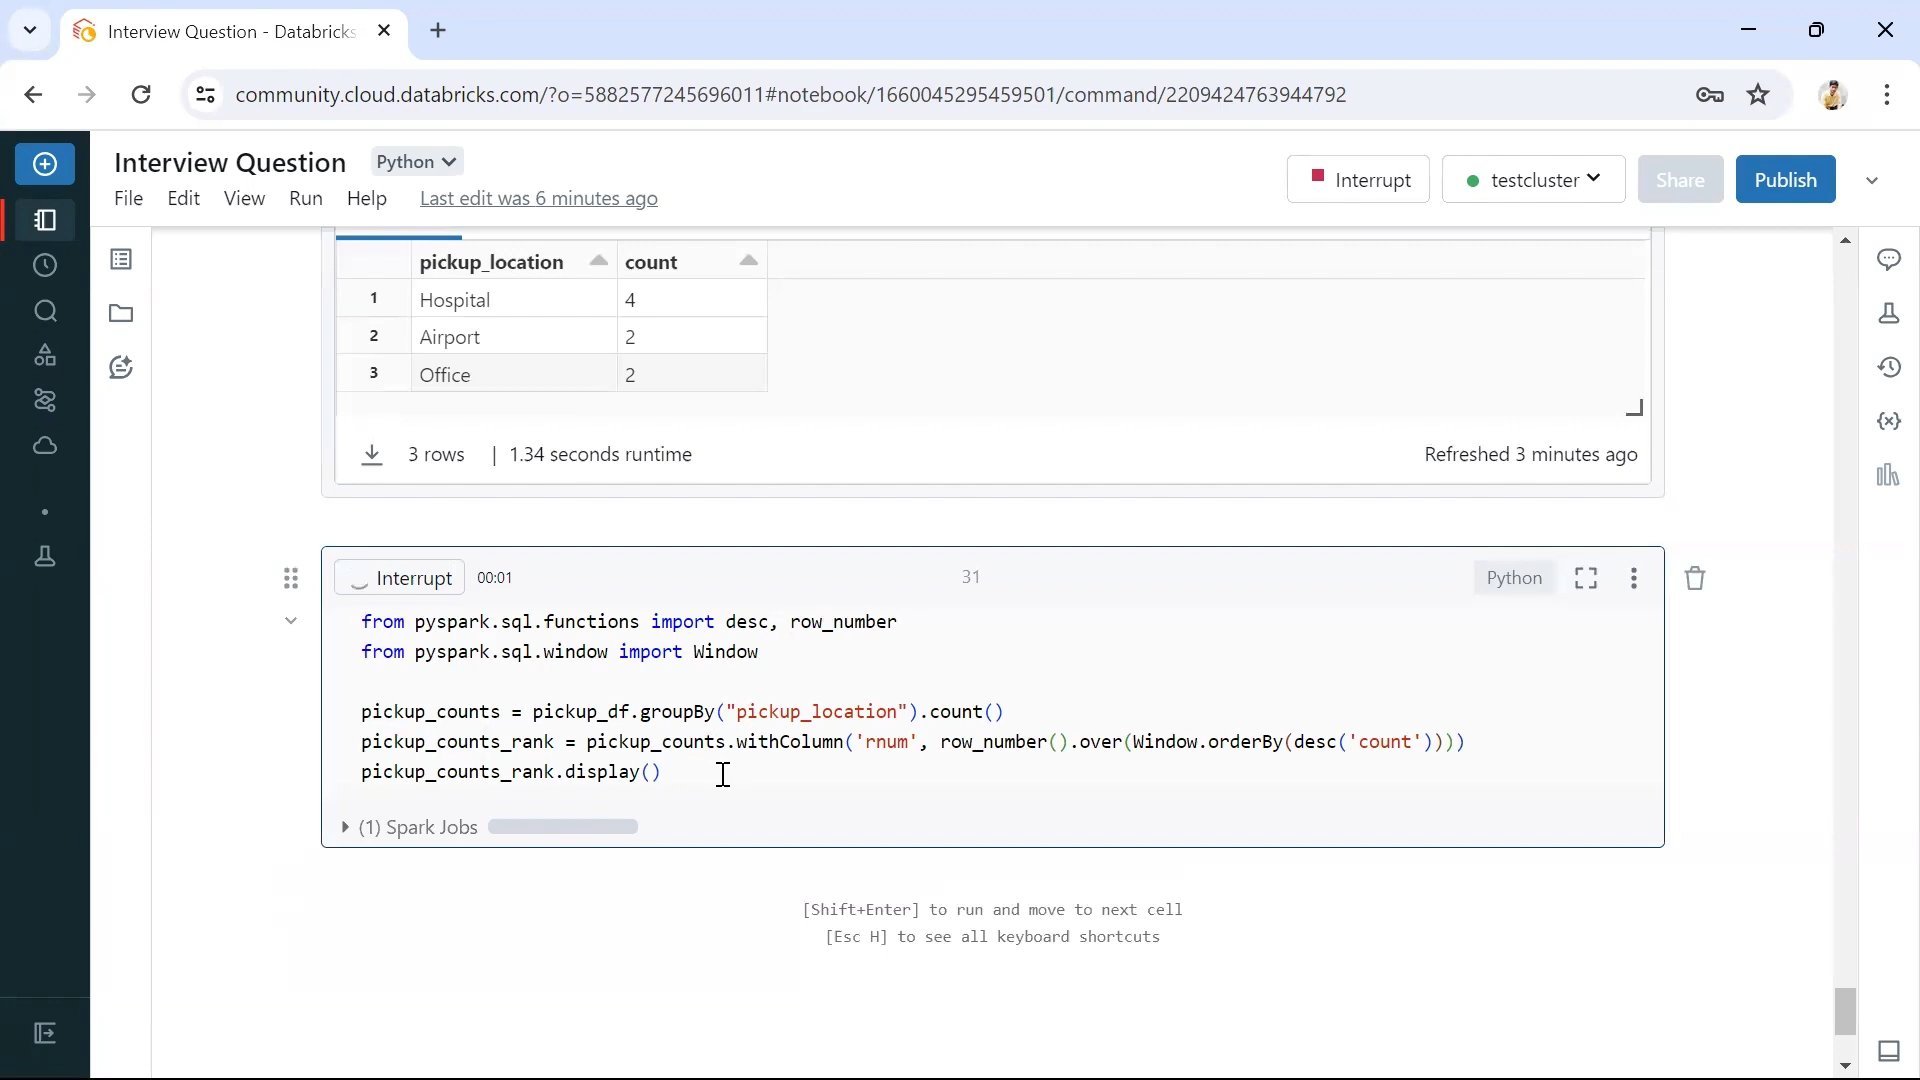 Interview Question - Databricks
community.cloud.databricks.com/?o=5882577245696011#notebook/1660045295459501/command/2209424763944792
Interview Question Python
Interrupt testcluster Share Publish
File Edit View Run Help Last edit was 6 minutes ago
pickup_location count
1 Hospital 4
2 Airport 2
3 Office 2
3 rows | 1.34 seconds runtime Refreshed 3 minutes ago
Interrupt 00:01 31 Python
from pyspark.sql.functions import desc, row_number
from pyspark.sql.window import Window
pickup_counts = pickup_df.groupBy("pickup_location").count()
pickup_counts_rank = pickup_counts.withColumn('rnum', row_number().over(Window.orderBy(desc('count'))))
pickup_counts_rank.display()
(1) Spark Jobs
[Shift+Enter] to run and move to next cell
[Esc H] to see all keyboard shortcuts